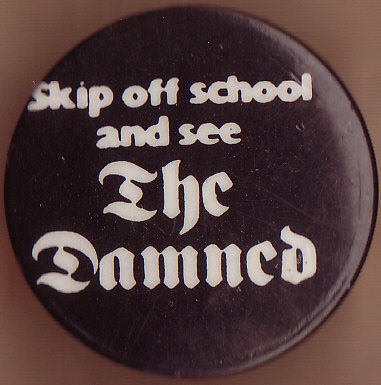 Skip off school
and see
The
Damned